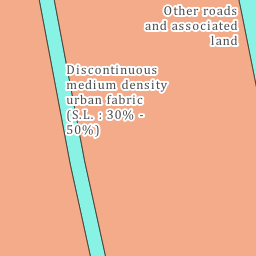 Other roads
and associated
land
Discontinuous
medium density
urban fabric
(S.L. : 30% -
50%)